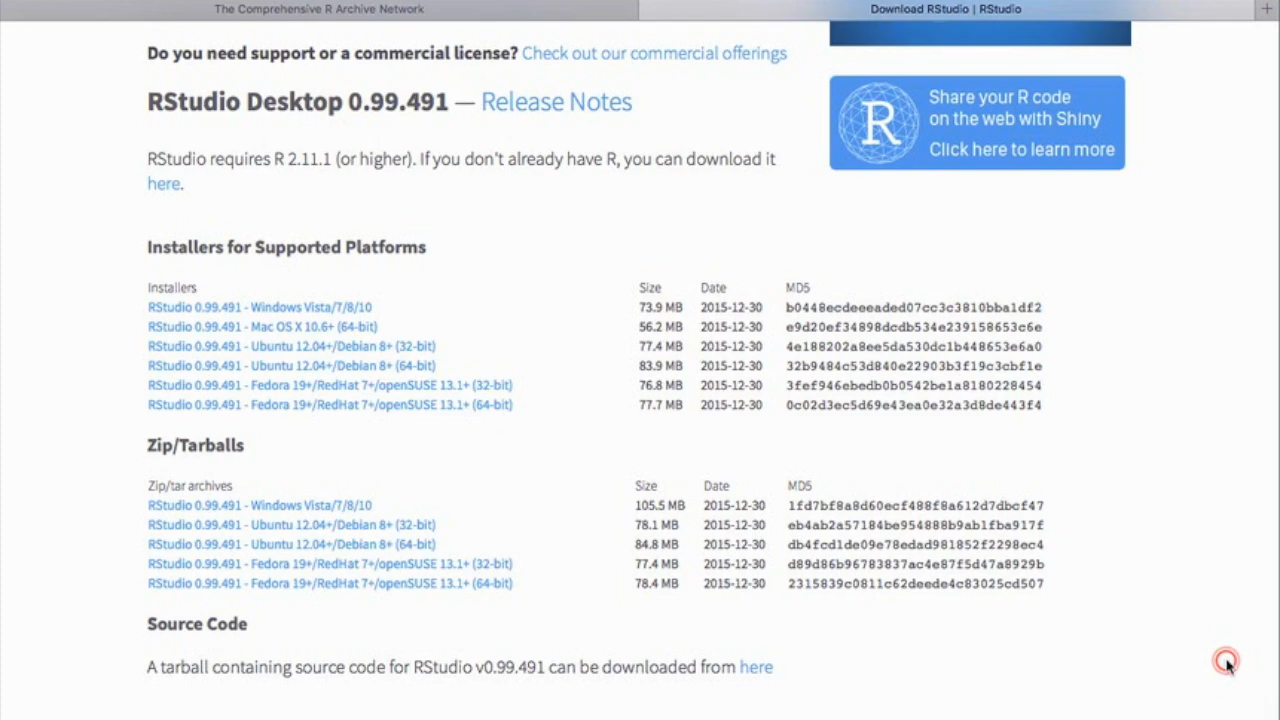 The Comprehensive R Archive Network
Download RStudio | RStudio
Do you need support or a commercial license? Check out our commercial offerings
RStudio Desktop 0.99.491 — Release Notes
RStudio requires R 2.11.1 (or higher). If you don't already have R, you can download it
here.
R
Share your R code
on the web with Shiny
Click here to learn more
Installers for Supported Platforms
Installers Size Date MD5
RStudio 0.99.491 - Windows Vista/7/8/10 73.9 MB 2015-12-30 b0448ecdeeeaded07cc3c3810bba1df2
RStudio 0.99.491 - Mac OS X 10.6+ (64-bit) 56.2 MB 2015-12-30 e9d20ef34898dcdb534e239158653c6e
RStudio 0.99.491 - Ubuntu 12.04+/Debian 8+ (32-bit) 77.4 MB 2015-12-30 4e188202a8ee5da530dc1b448653e6a0
RStudio 0.99.491 - Ubuntu 12.04+/Debian 8+ (64-bit) 83.9 MB 2015-12-30 32b9484c53d840e22903b3f19c3cbf1e
RStudio 0.99.491 - Fedora 19+/RedHat 7+/openSUSE 13.1+ (32-bit) 76.8 MB 2015-12-30 3fef946ebedb0b0542be1a8180228454
RStudio 0.99.491 - Fedora 19+/RedHat 7+/openSUSE 13.1+ (64-bit) 77.7 MB 2015-12-30 0c02d3ec5d69e43ea0e32a3d8de443f4
Zip/Tarballs
Zip/tar archives Size Date MD5
RStudio 0.99.491 - Windows Vista/7/8/10 105.5 MB 2015-12-30 1fd7bf8a8d60ecf488f8a612d7dbcf47
RStudio 0.99.491 - Ubuntu 12.04+/Debian 8+ (32-bit) 78.1 MB 2015-12-30 eb4ab2a57184be954888b9ab1fba917f
RStudio 0.99.491 - Ubuntu 12.04+/Debian 8+ (64-bit) 84.8 MB 2015-12-30 db4fcd1de09e78edad981852f2298ec4
RStudio 0.99.491 - Fedora 19+/RedHat 7+/openSUSE 13.1+ (32-bit) 77.4 MB 2015-12-30 d89d86b96783837ac4e87f5d47a8929b
RStudio 0.99.491 - Fedora 19+/RedHat 7+/openSUSE 13.1+ (64-bit) 78.4 MB 2015-12-30 2315839c0811c62deede4c83025cd507
Source Code
A tarball containing source code for RStudio v0.99.491 can be downloaded from here